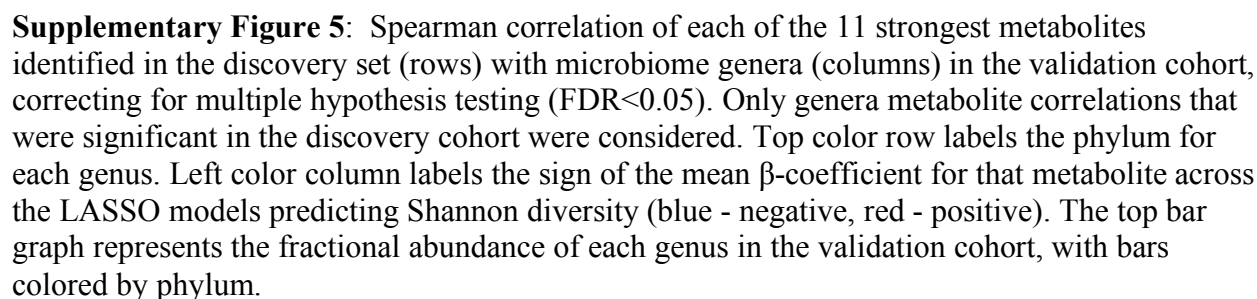 Supplementary Figure 5:  Spearman correlation of each of the 11 strongest metabolites
identified in the discovery set (rows) with microbiome genera (columns) in the validation cohort,
correcting for multiple hypothesis testing (FDR<0.05). Only genera metabolite correlations that
were significant in the discovery cohort were considered. Top color row labels the phylum for
each genus. Left color column labels the sign of the mean β-coefficient for that metabolite across
the LASSO models predicting Shannon diversity (blue - negative, red - positive). The top bar
graph represents the fractional abundance of each genus in the validation cohort, with bars
colored by phylum.